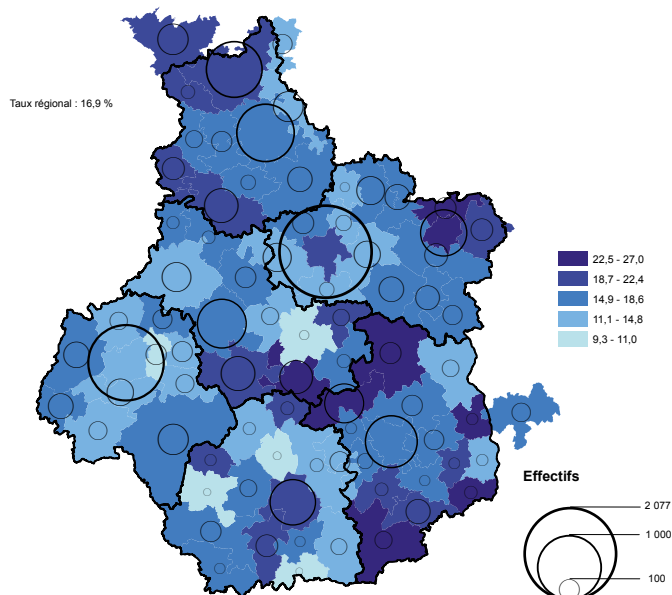 Taux régional : 16,9 %
22,5 - 27,0
18,7 - 22,4
14,9 - 18,6
11,1 - 14,8
9,3 - 11,0
Effectifs
2 077
1 000
100